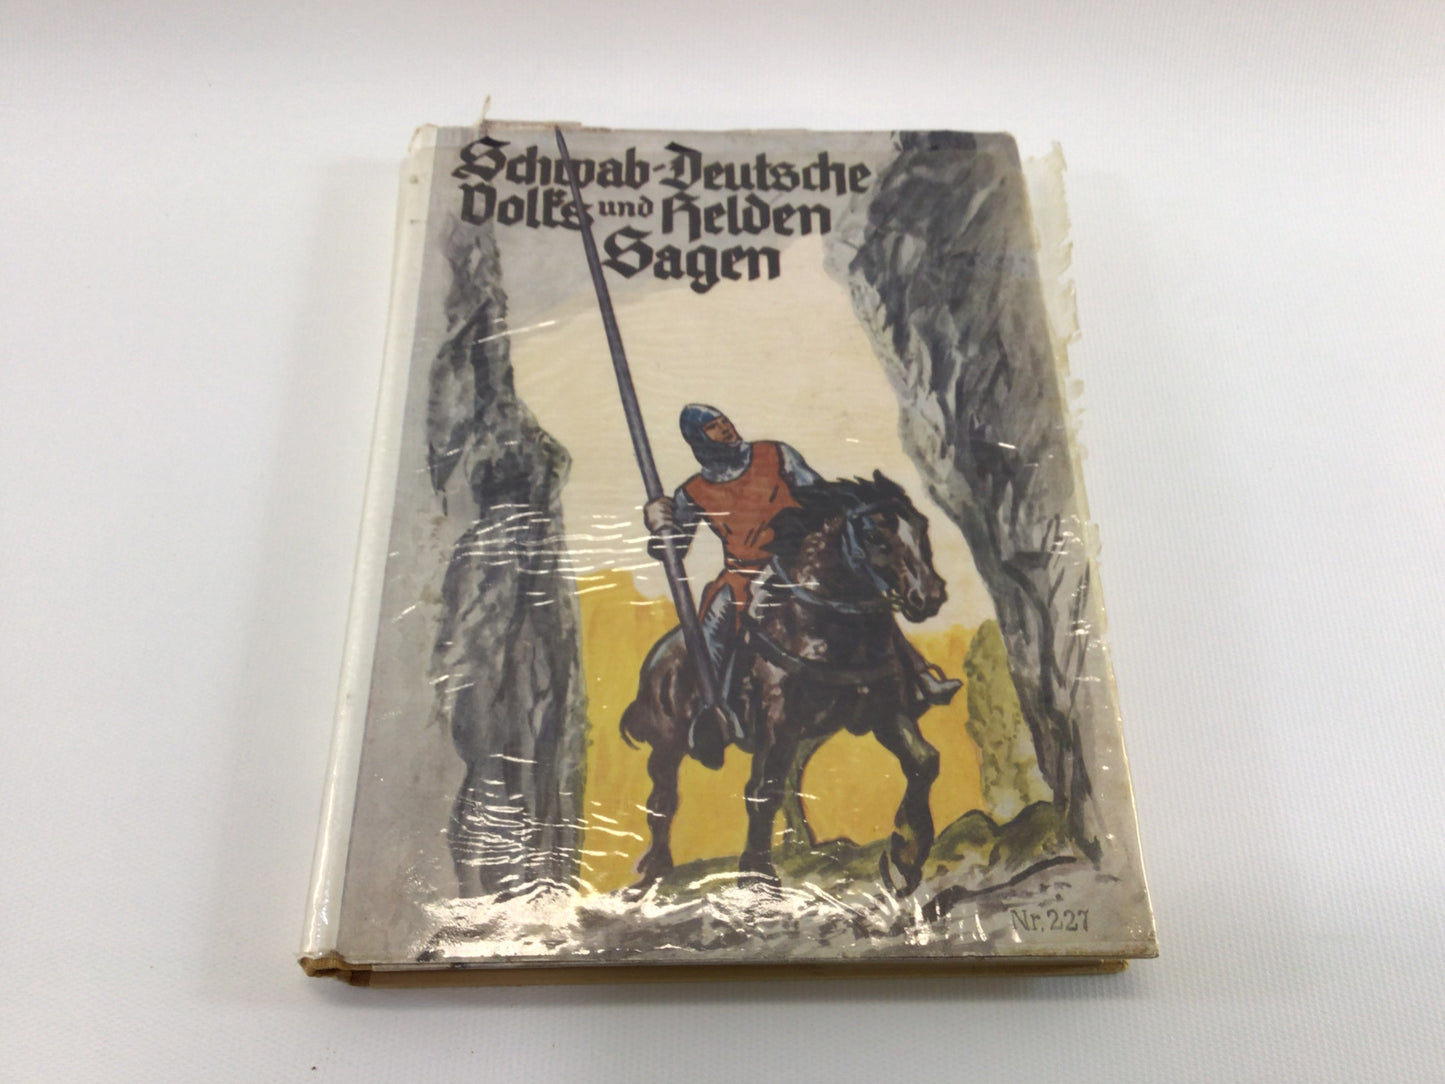 Schwab-Deutsche
Volks und Helden
Sagen
Nr. 227